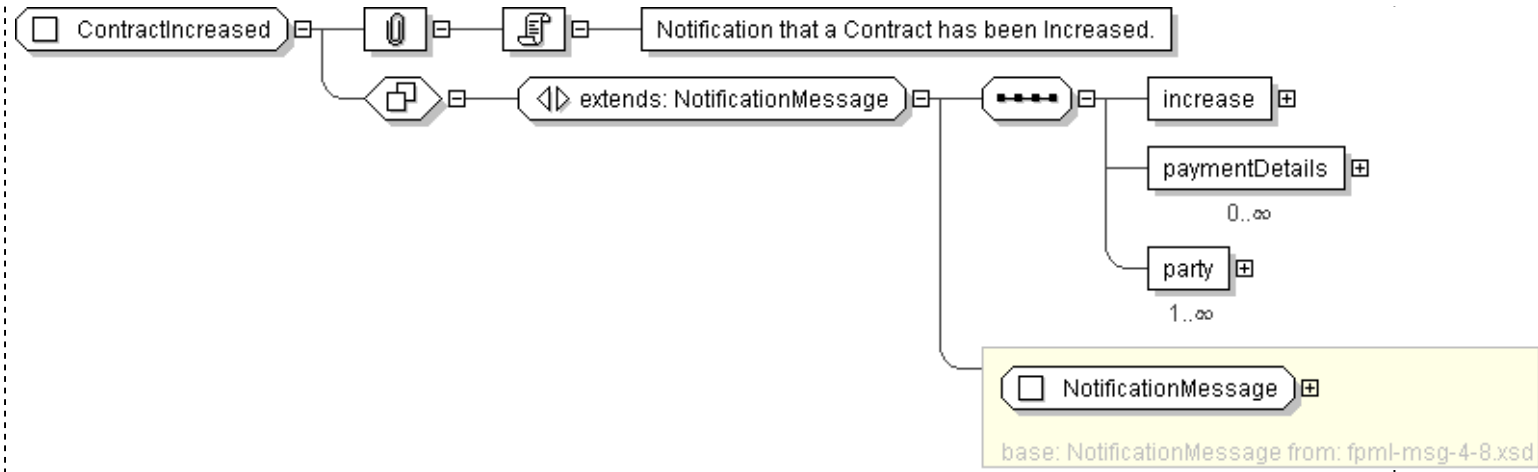 ContractIncreased
Notification that a Contract has been Increased.
extends: NotificationMessage
increase
paymentDetails
0..∞
party
1..∞
NotificationMessage
base: NotificationMessage from: fpml-msg-4-8.xsd